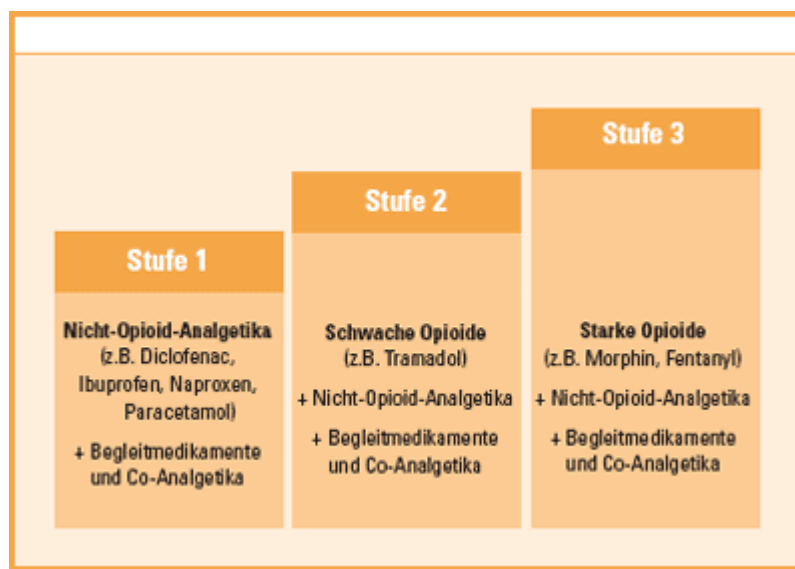 Stufe 1
Nicht-Opioid-Analgetika
(z.B. Diclofenac,
Ibuprofen, Naproxen,
Paracetamol)
+ Begleitmedikamente
und Co-Analgetika
Stufe 2
Schwache Opioide
(z.B. Tramadol)
+ Nicht-Opioid-Analgetika
+ Begleitmedikamente
und Co-Analgetika
Stufe 3
Starke Opioide
(z.B. Morphin, Fentanyl)
+ Nicht-Opioid-Analgetika
+ Begleitmedikamente
und Co-Analgetika